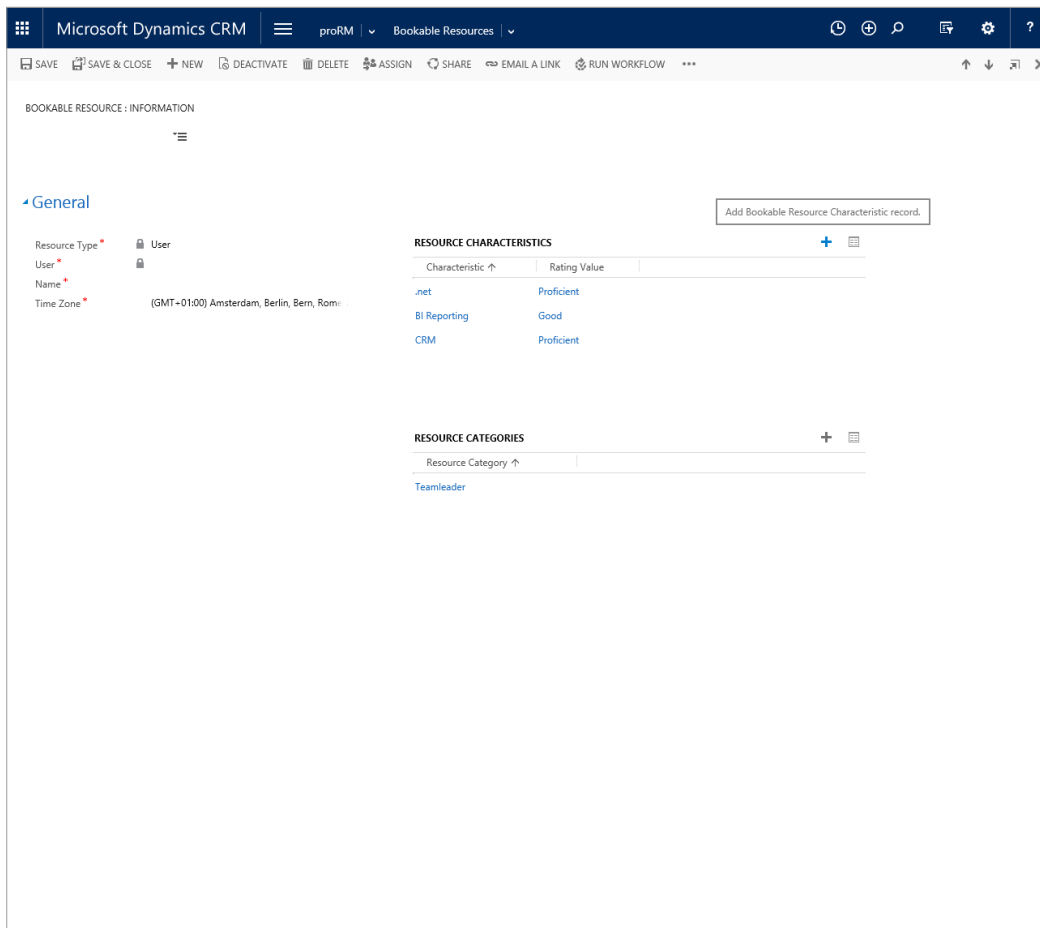 Microsoft Dynamics CRM proRM Bookable Resources ?
SAVE SAVE & CLOSE + NEW DEACTIVATE DELETE ASSIGN SHARE EMAIL A LINK RUN WORKFLOW •••
BOOKABLE RESOURCE : INFORMATION
General
Add Bookable Resource Characteristic record.
Resource Type * User
User *
Name *
Time Zone * (GMT+01:00) Amsterdam, Berlin, Bern, Rome
RESOURCE CHARACTERISTICS
Characteristic ↑ Rating Value
.net Proficient
BI Reporting Good
CRM Proficient
RESOURCE CATEGORIES
Resource Category ↑
Teamleader